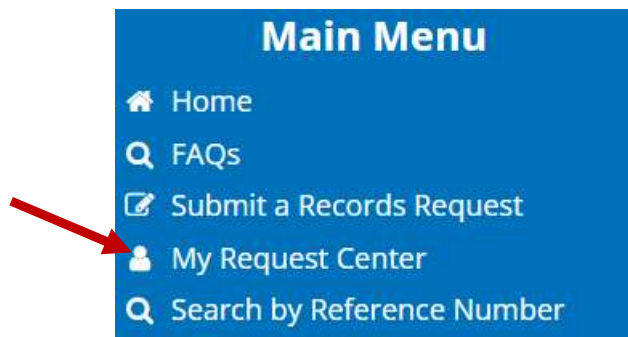 Main Menu
Home
FAQs
Submit a Records Request
My Request Center
Search by Reference Number